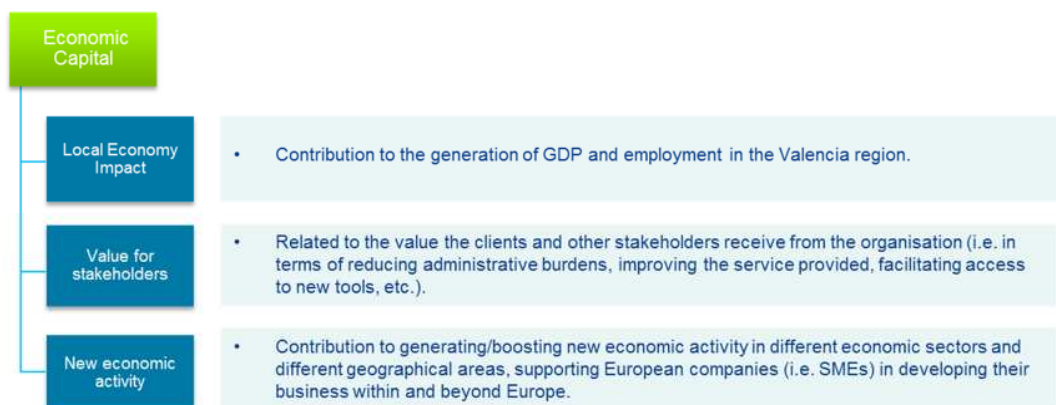 Economic
Capital
Local Economy
Impact
• Contribution to the generation of GDP and employment in the Valencia region.
Value for
stakeholders
• Related to the value the clients and other stakeholders receive from the organisation (i.e. in
terms of reducing administrative burdens, improving the service provided, facilitating access
to new tools, etc.).
New economic
activity
• Contribution to generating/boosting new economic activity in different economic sectors and
different geographical areas, supporting European companies (i.e. SMEs) in developing their
business within and beyond Europe.